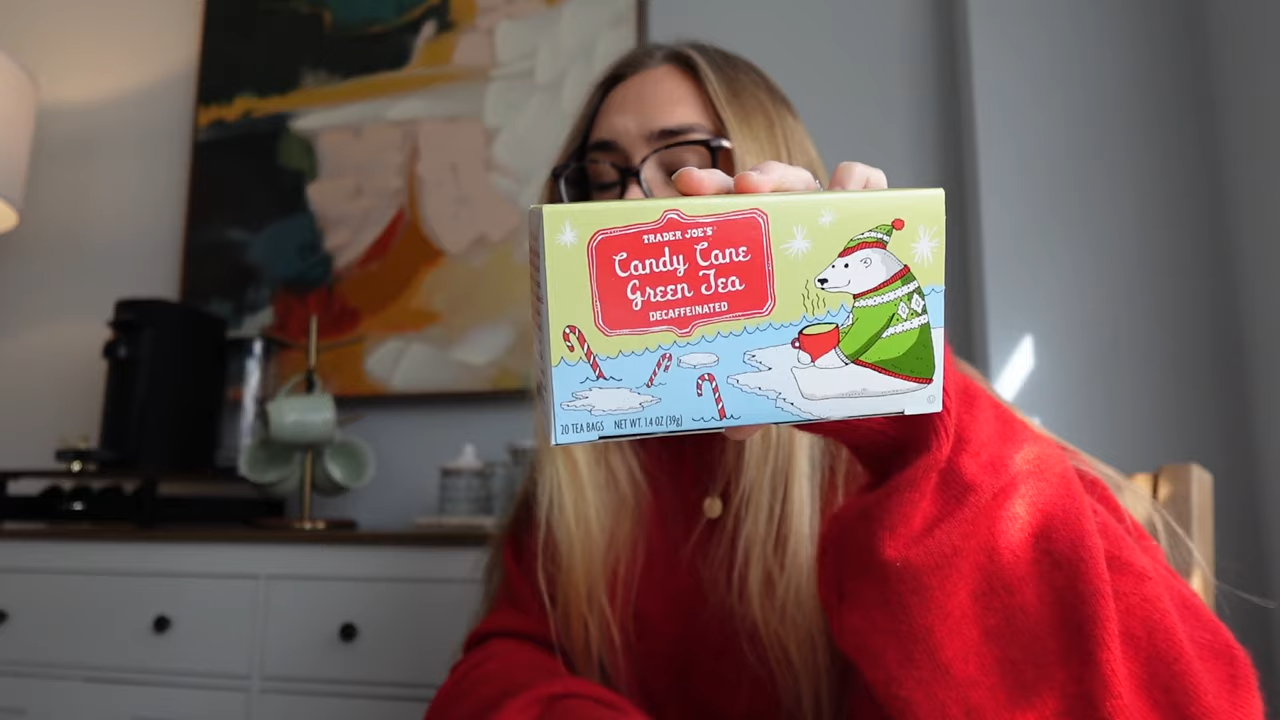 TRADER JOE'S
Candy Cane
Green Tea
DECAFFEINATED
20 TEA BAGS NET WT. 1.4 OZ (39g)